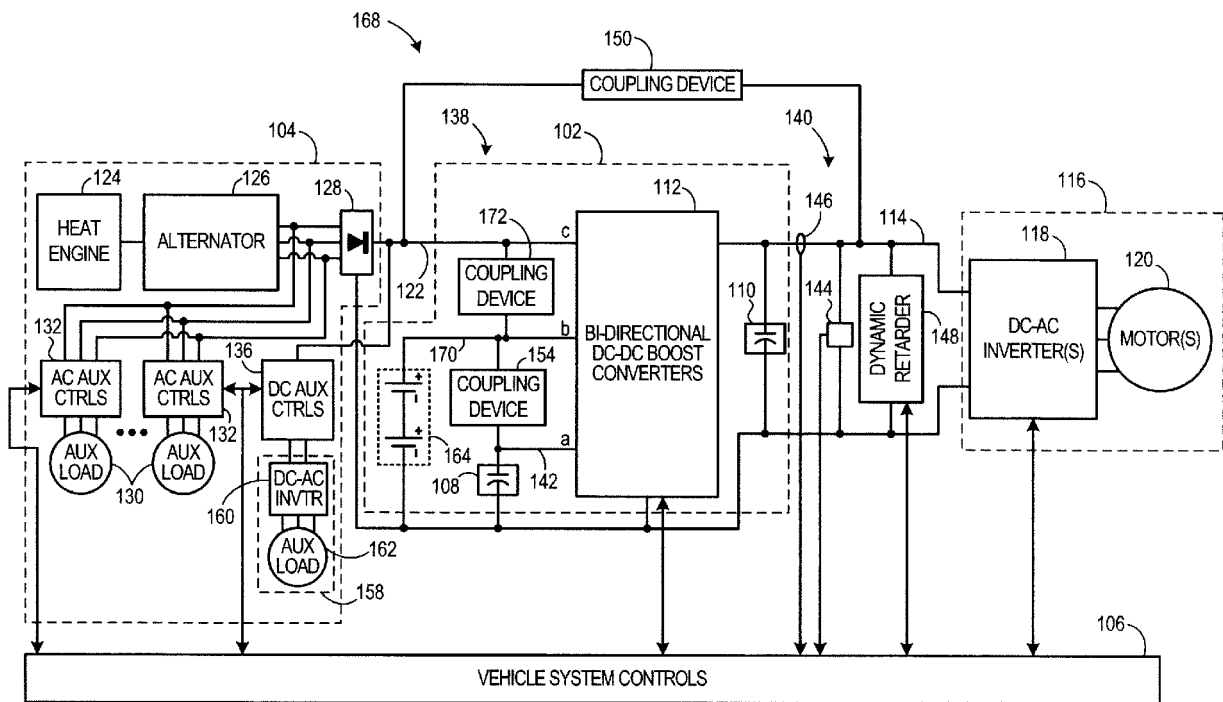 168
150
COUPLING DEVICE
138
102
140
104
124
126
128
112
146
114
116
HEAT
ENGINE
ALTERNATOR
122
172
COUPLING
DEVICE
c
118
120
DC-AC
INVERTER(S)
MOTOR(S)
110
144
DYNAMIC
RETARDER
148
BI-DIRECTIONAL
DC-DC BOOST
CONVERTERS
b
170
154
COUPLING
DEVICE
132
136
AC AUX
CTRLS
AC AUX
CTRLS
132
DC AUX
CTRLS
+
+
164
a
142
108
AUX
LOAD
AUX
LOAD
130
160
DC-AC
INVTR
AUX
LOAD
162
158
106
VEHICLE SYSTEM CONTROLS